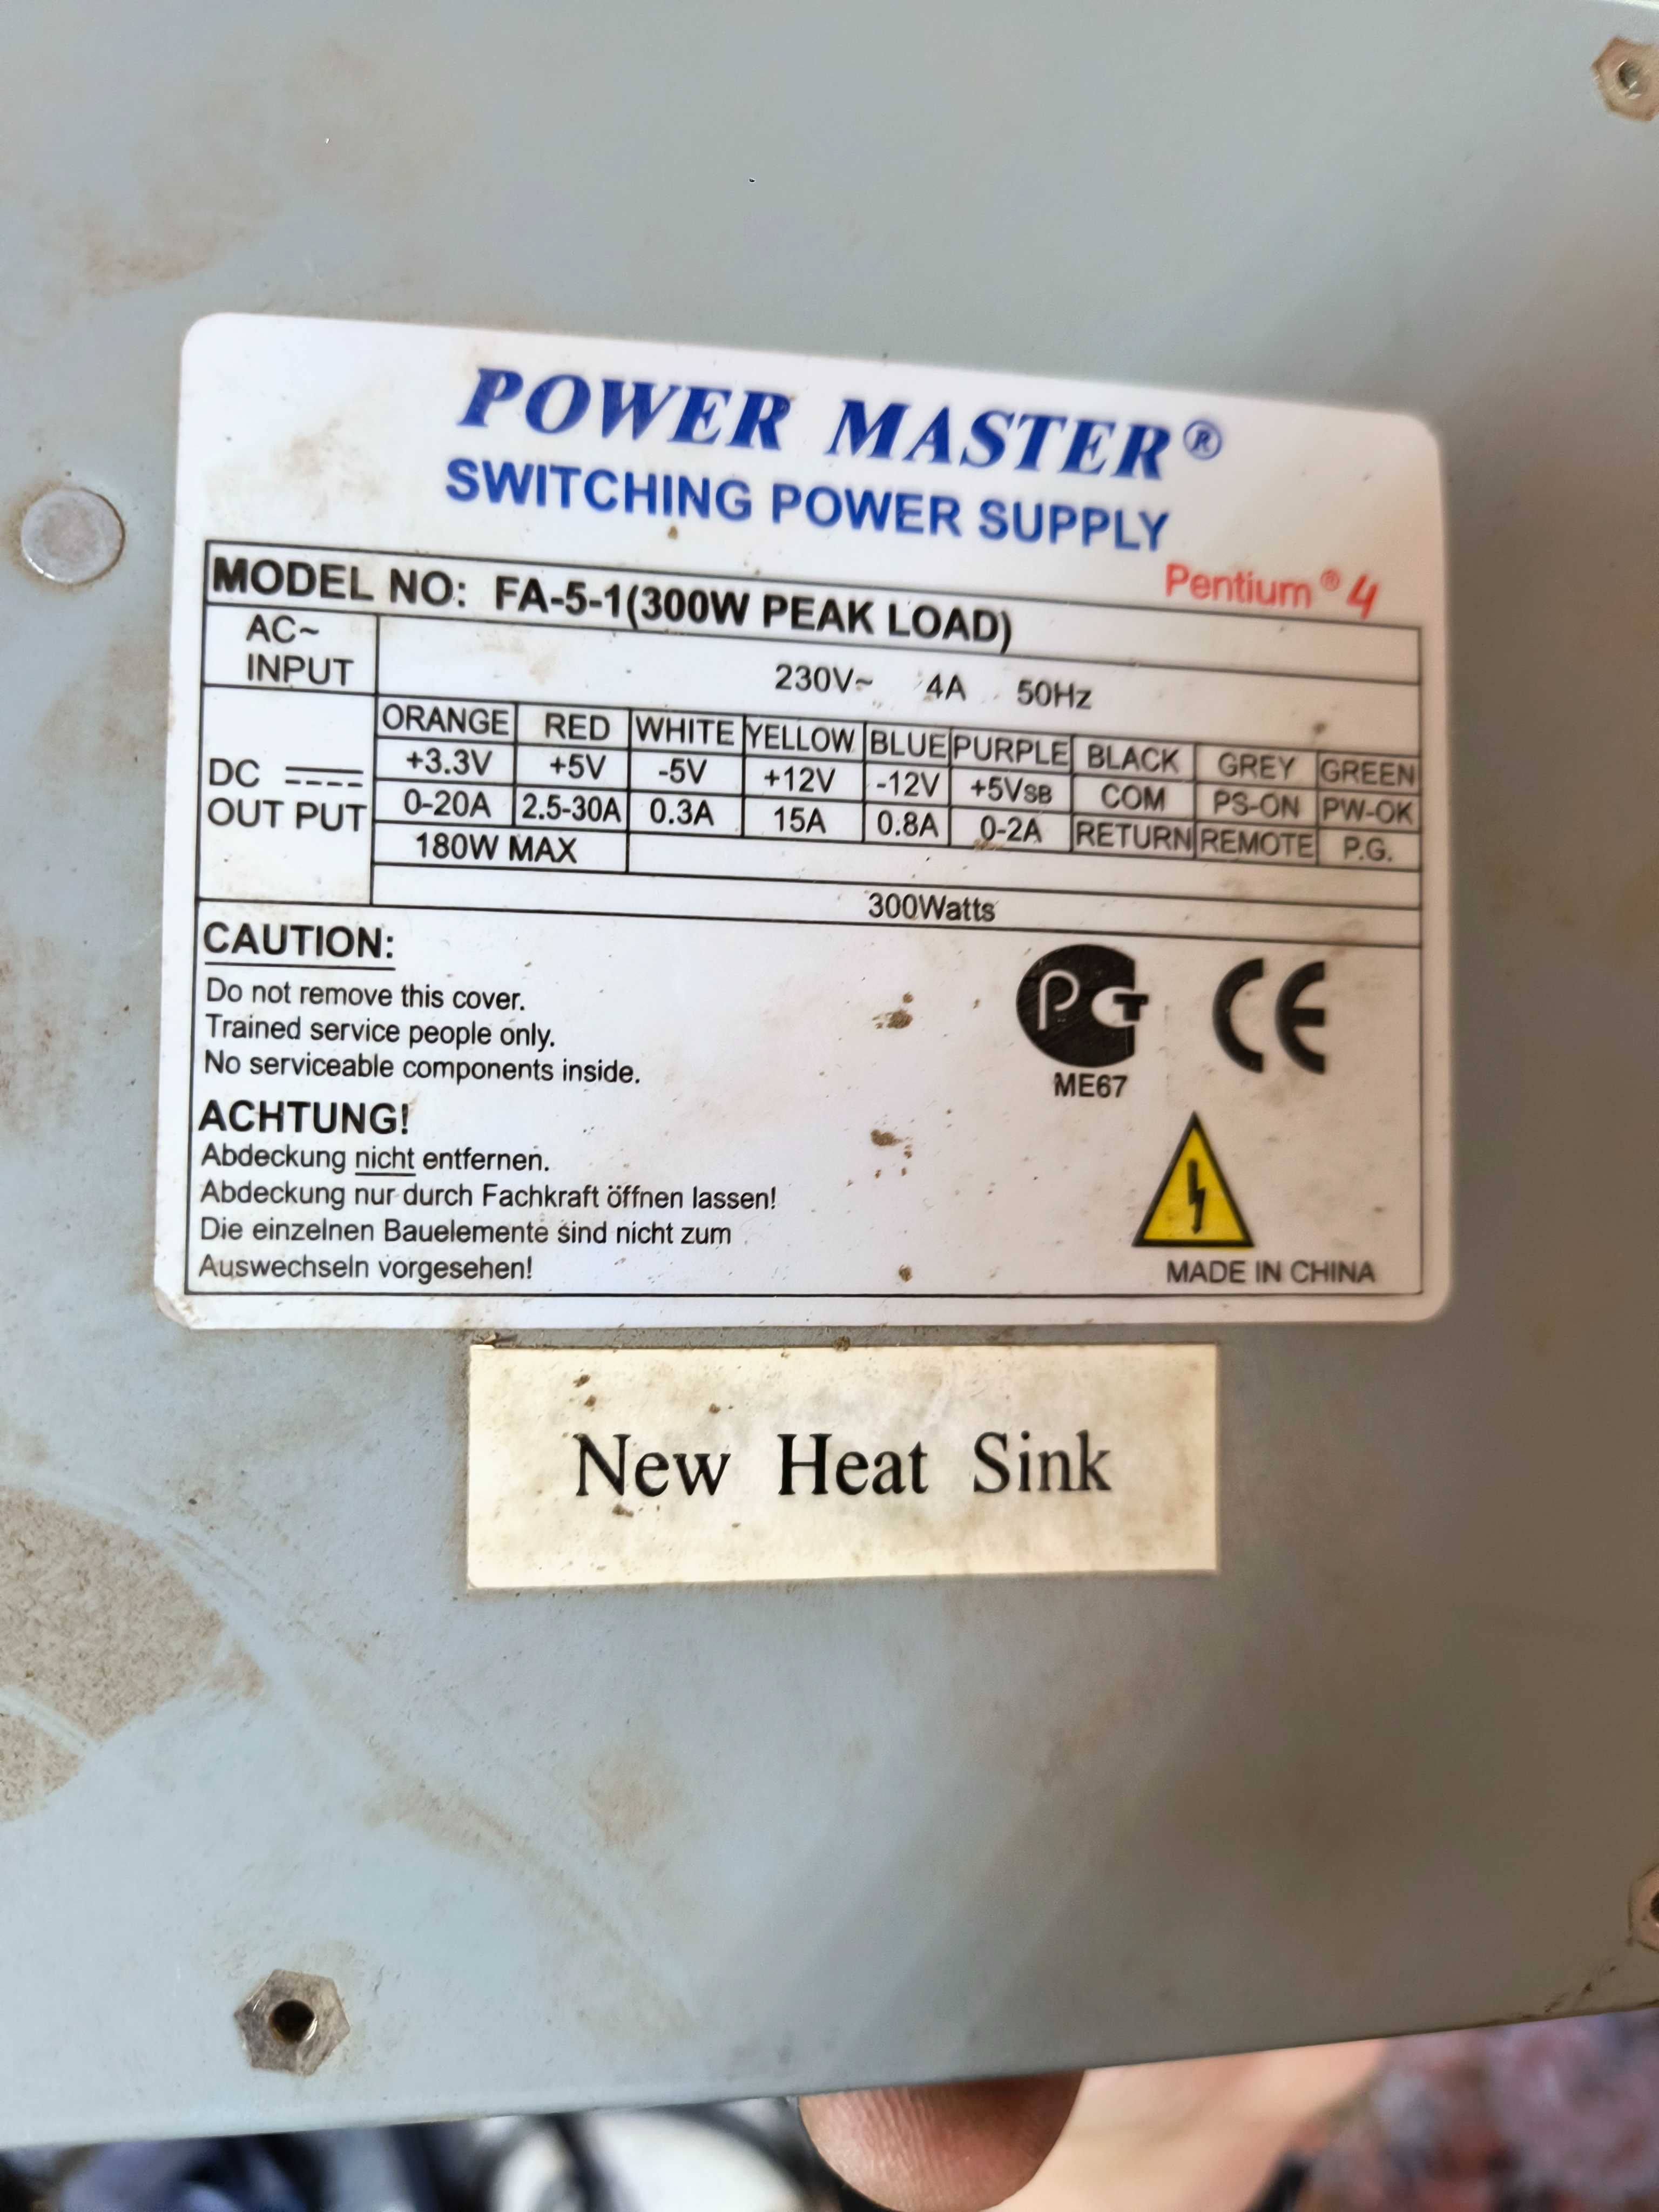 POWER MASTER®
SWITCHING POWER SUPPLY
Pentium® 4
MODEL NO: FA-5-1(300W PEAK LOAD)
AC~ INPUT 230V~ 4A 50Hz
ORANGE RED WHITE YELLOW BLUE PURPLE BLACK GREY GREEN
DC +3.3V +5V -5V +12V -12V +5VSB COM PS-ON PW-OK
OUT PUT 0-20A 2.5-30A 0.3A 15A 0.8A 0-2A RETURN REMOTE P.G.
180W MAX
300Watts
CAUTION:
Do not remove this cover.
Trained service people only.
No serviceable components inside.
ACHTUNG!
Abdeckung nicht entfernen.
Abdeckung nur durch Fachkraft öffnen lassen!
Die einzelnen Bauelemente sind nicht zum
Auswechseln vorgesehen!
PCT
ME67
CE
MADE IN CHINA
New Heat Sink